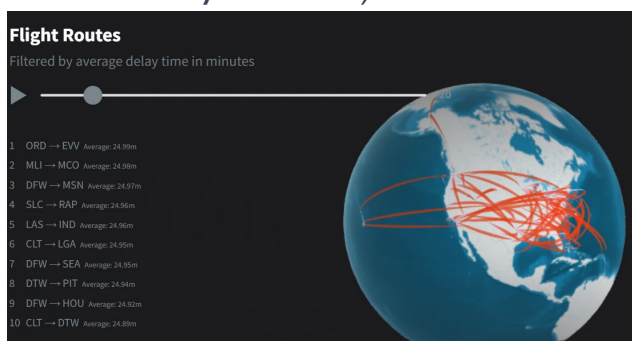 Flight Routes
Filtered by average delay time in minutes
20
1 ORD → EVV Average: 24.99m
2 MLI → MCO Average: 24.98m
3 DFW → MSN Average: 24.97m
4 SLC → RAP Average: 24.96m
5 LAS → IND Average: 24.96m
6 CLT → LGA Average: 24.95m
7 DFW → SEA Average: 24.95m
8 DTW → PIT Average: 24.94m
9 DFW → HOU Average: 24.92m
10 CLT → DTW Average: 24.89m